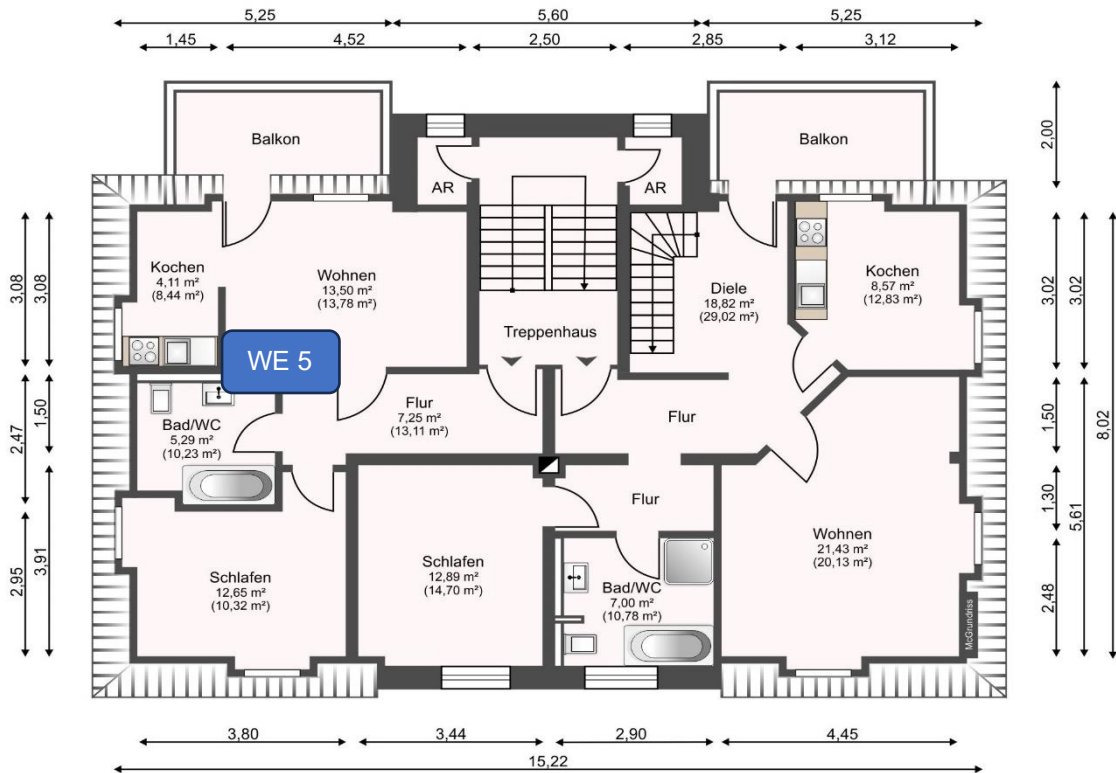 5,25
5,60
5,25
1,45
4,52
2,50
2,85
3,12
Balkon
Balkon
2,00
AR
AR
3,08
3,08
Kochen
4,11 m²
(8,44 m²)
Wohnen
13,50 m²
(13,78 m²)
Treppenhaus
Diele
18,82 m²
(29,02 m²)
Kochen
8,57 m²
(12,83 m²)
3,02
3,02
8,02
WE 5
2,47
1,50
Bad/WC
5,29 m²
(10,23 m²)
Flur
7,25 m²
(13,11 m²)
Flur
1,50
Flur
1,30
5,61
2,95
3,91
Schlafen
12,65 m²
(10,32 m²)
Schlafen
12,89 m²
(14,70 m²)
Bad/WC
7,00 m²
(10,78 m²)
Wohnen
21,43 m²
(20,13 m²)
2,48
McGrundriss
3,80
3,44
2,90
4,45
15,22